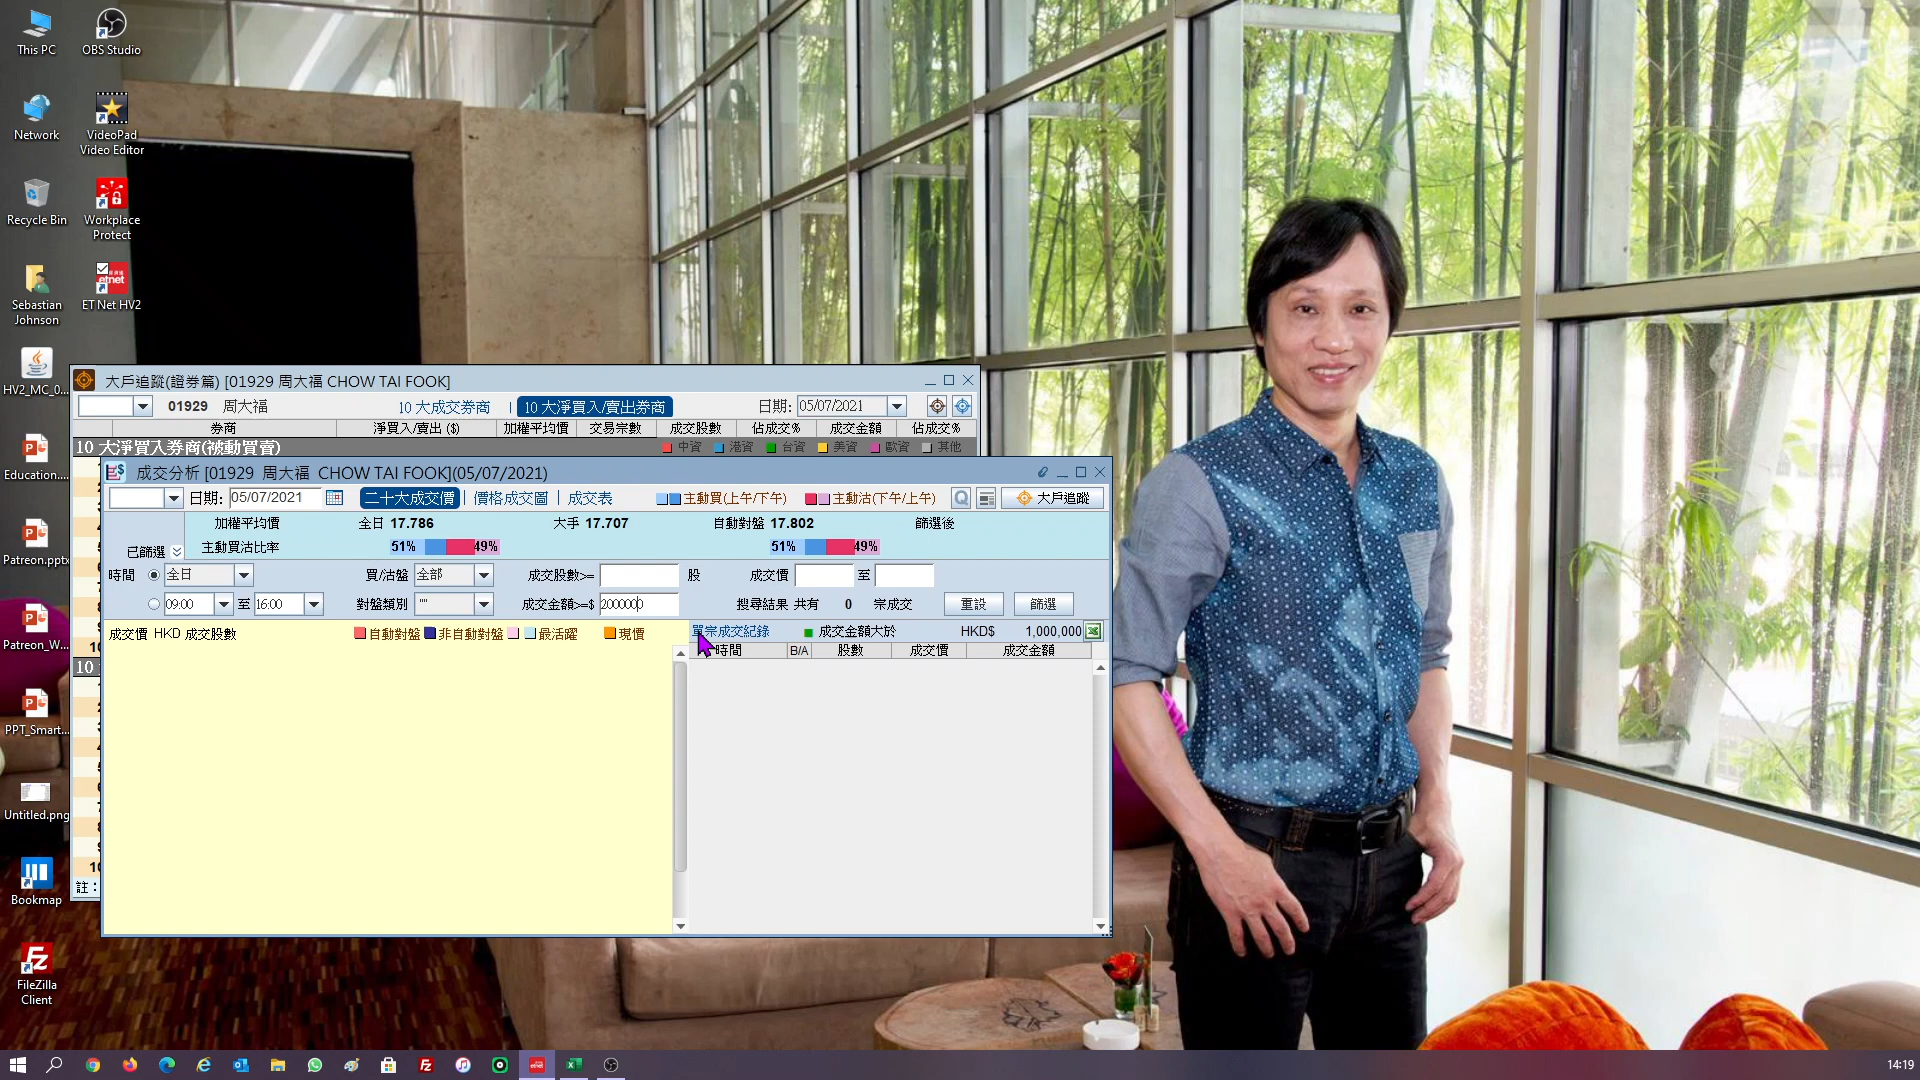 This PC
OBS Studio
Network
VideoPad Video Editor
Recycle Bin
Workplace Protect
Sebastian Johnson
ET Net HV2
HV2_MC_0...
Education....
Patreon.pptx
Patreon_W...
PPT_Smart...
Untitled.png
Bookmap
FileZilla Client
大戶追蹤(證券篇) [01929 周大福 CHOW TAI FOOK]
01929 周大福 10 大成交券商 | 10 大淨買入/賣出券商 日期: 05/07/2021
券商 淨買入/賣出 ($) 加權平均價 交易宗數 成交股數 佔成交% 成交金額 佔成交%
10 大淨買入券商(被動買賣) 中資 港資 台資 美資 歐資 其他
成交分析 [01929 周大福 CHOW TAI FOOK](05/07/2021)
日期: 05/07/2021 二十大成交價 | 價格成交圖 | 成交表 主動買(上午/下午) 主動沽(下午/上午) 大戶追蹤
加權平均價 全日 17.786 大手 17.707 自動對盤 17.802 篩選後
已篩選 主動買沽比率 51% 49% 51% 49%
時間 全日 買/沽盤 全部 成交股數>= 股 成交價 至
09:00 至 16:00 對盤類別 "" 成交金額>=$ 2000000 搜尋結果 共有 0 宗成交 重設 篩選
成交價 HKD 成交股數 自動對盤 非自動對盤 最活躍 現價
單宗成交紀錄 成交金額大於 HKD$ 1,000,000
時間 B/A 股數 成交價 成交金額
10
10
10
註：
etnet
14:19